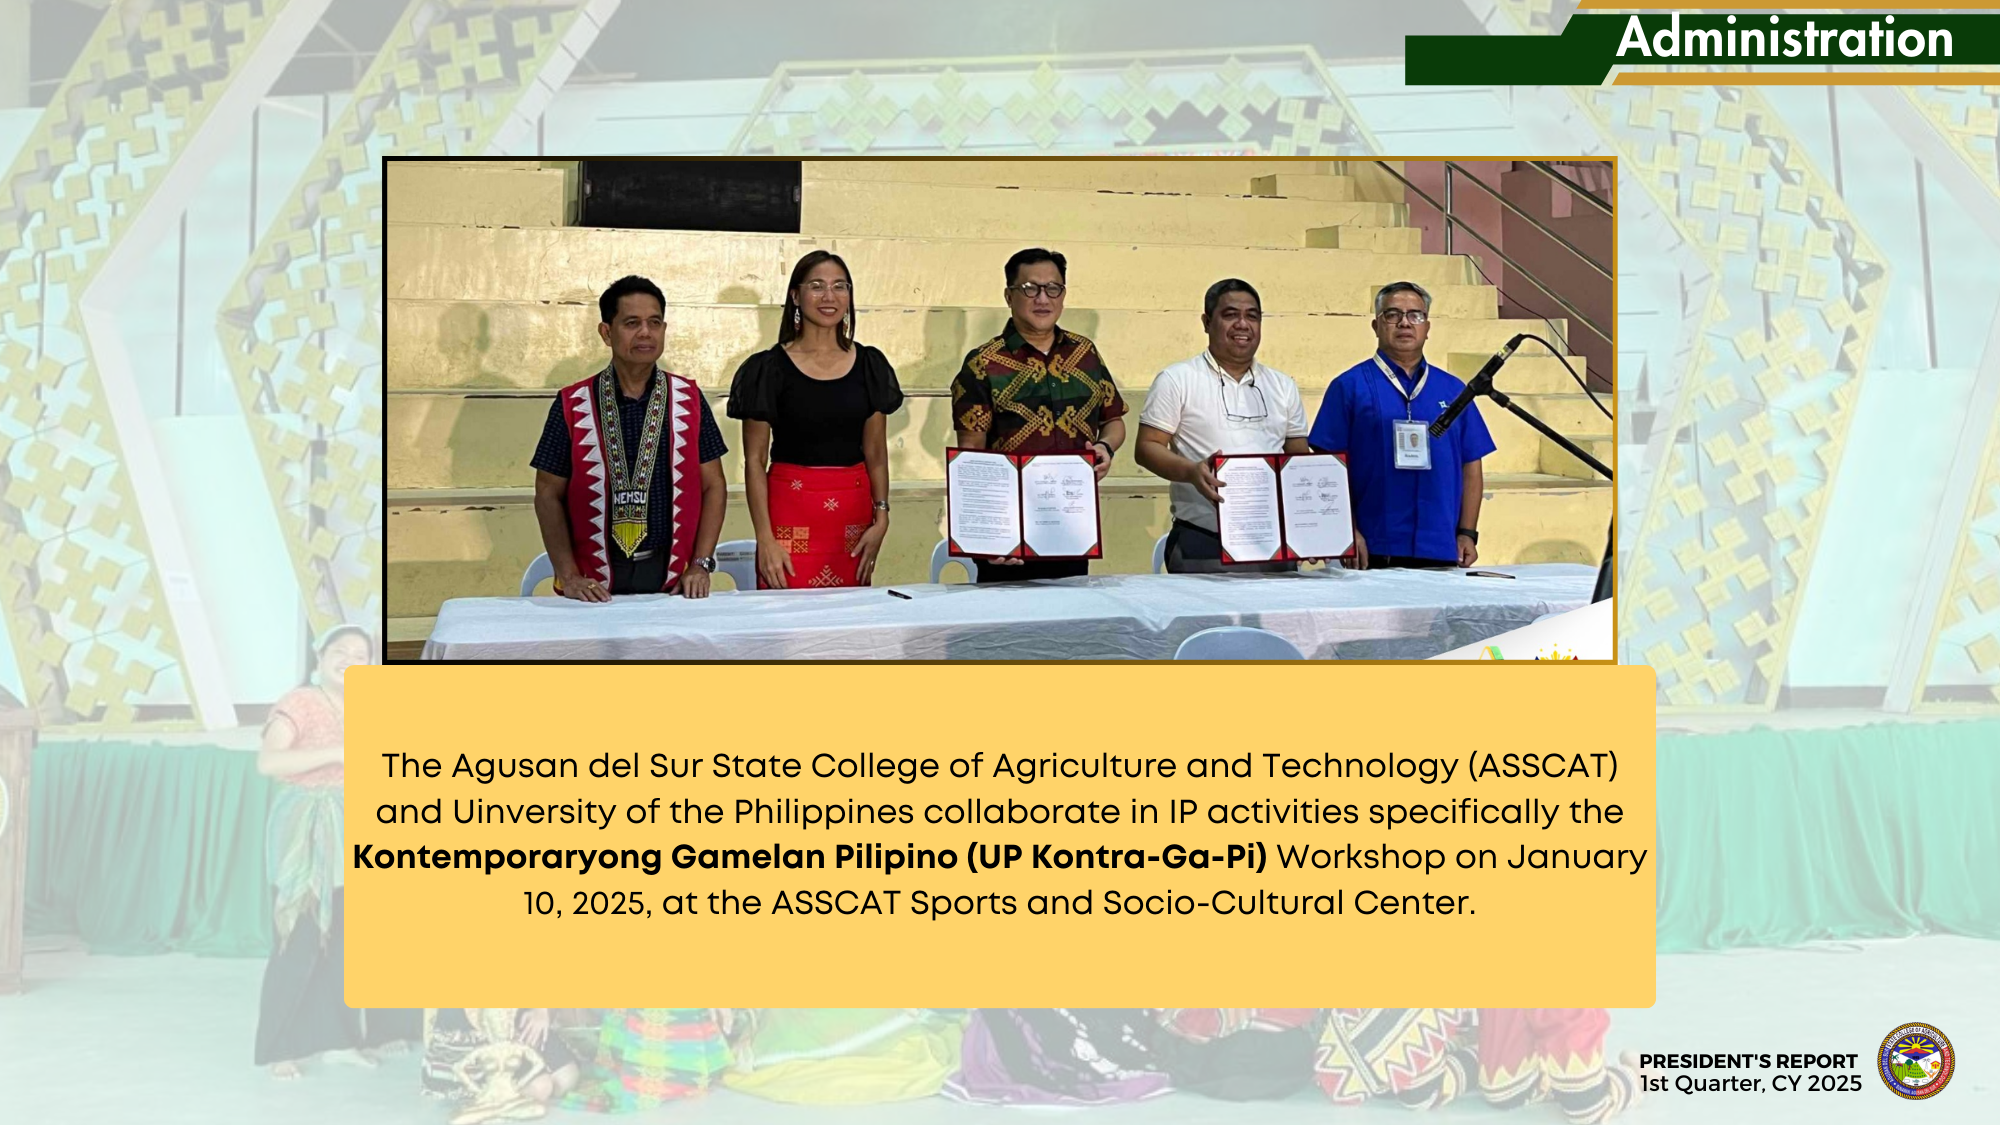 Administration
NEHSU
The Agusan del Sur State College of Agriculture and Technology (ASSCAT)
and Uinversity of the Philippines collaborate in IP activities specifically the
Kontemporaryong Gamelan Pilipino (UP Kontra-Ga-Pi) Workshop on January
10, 2025, at the ASSCAT Sports and Socio-Cultural Center.
PRESIDENT'S REPORT
1st Quarter, CY 2025